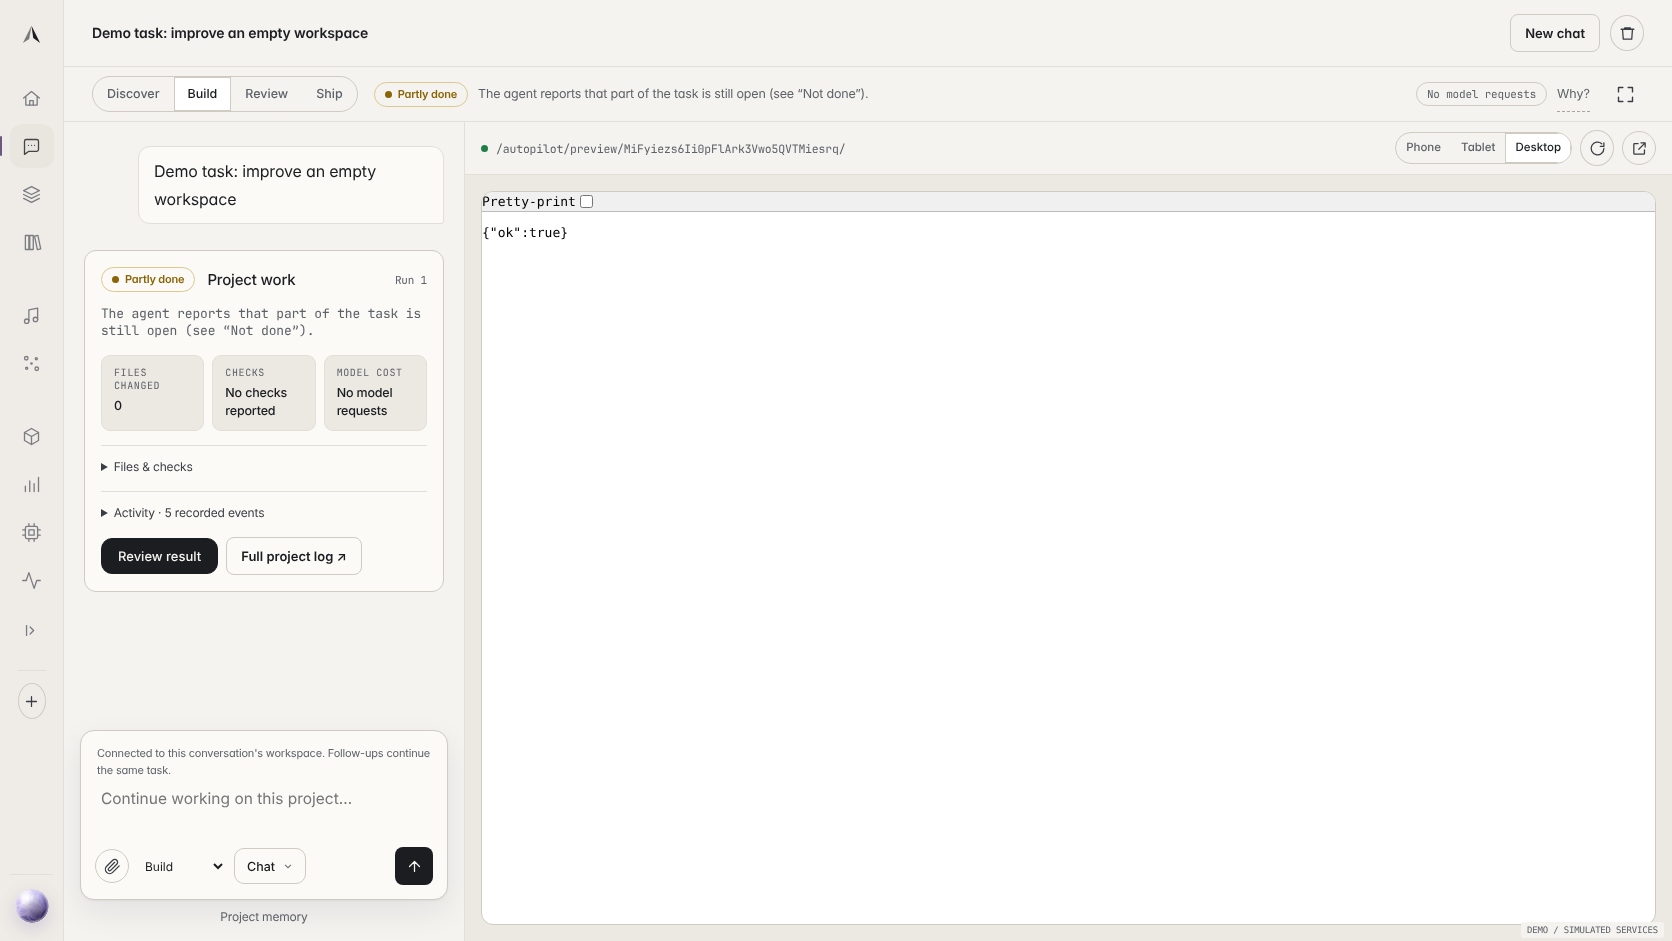 Demo task: improve an empty workspace
New chat
Discover
Build
Review
Ship
Partly done
The agent reports that part of the task is still open (see “Not done”).
No model requests
Why?
Demo task: improve an empty
workspace
Partly done
Project work
Run 1
The agent reports that part of the task is
still open (see “Not done”).
FILES
CHANGED
0
CHECKS
No checks
reported
MODEL COST
No model
requests
Files & checks
Activity · 5 recorded events
Review result
Full project log ↗
Connected to this conversation's workspace. Follow-ups continue
the same task.
Continue working on this project...
Build
Chat
Project memory
/autopilot/preview/MiFyiezs6Ii0pFlArk3Vwo5QVTMiesrq/
Phone
Tablet
Desktop
Pretty-print
{"ok":true}
DEMO / SIMULATED SERVICES